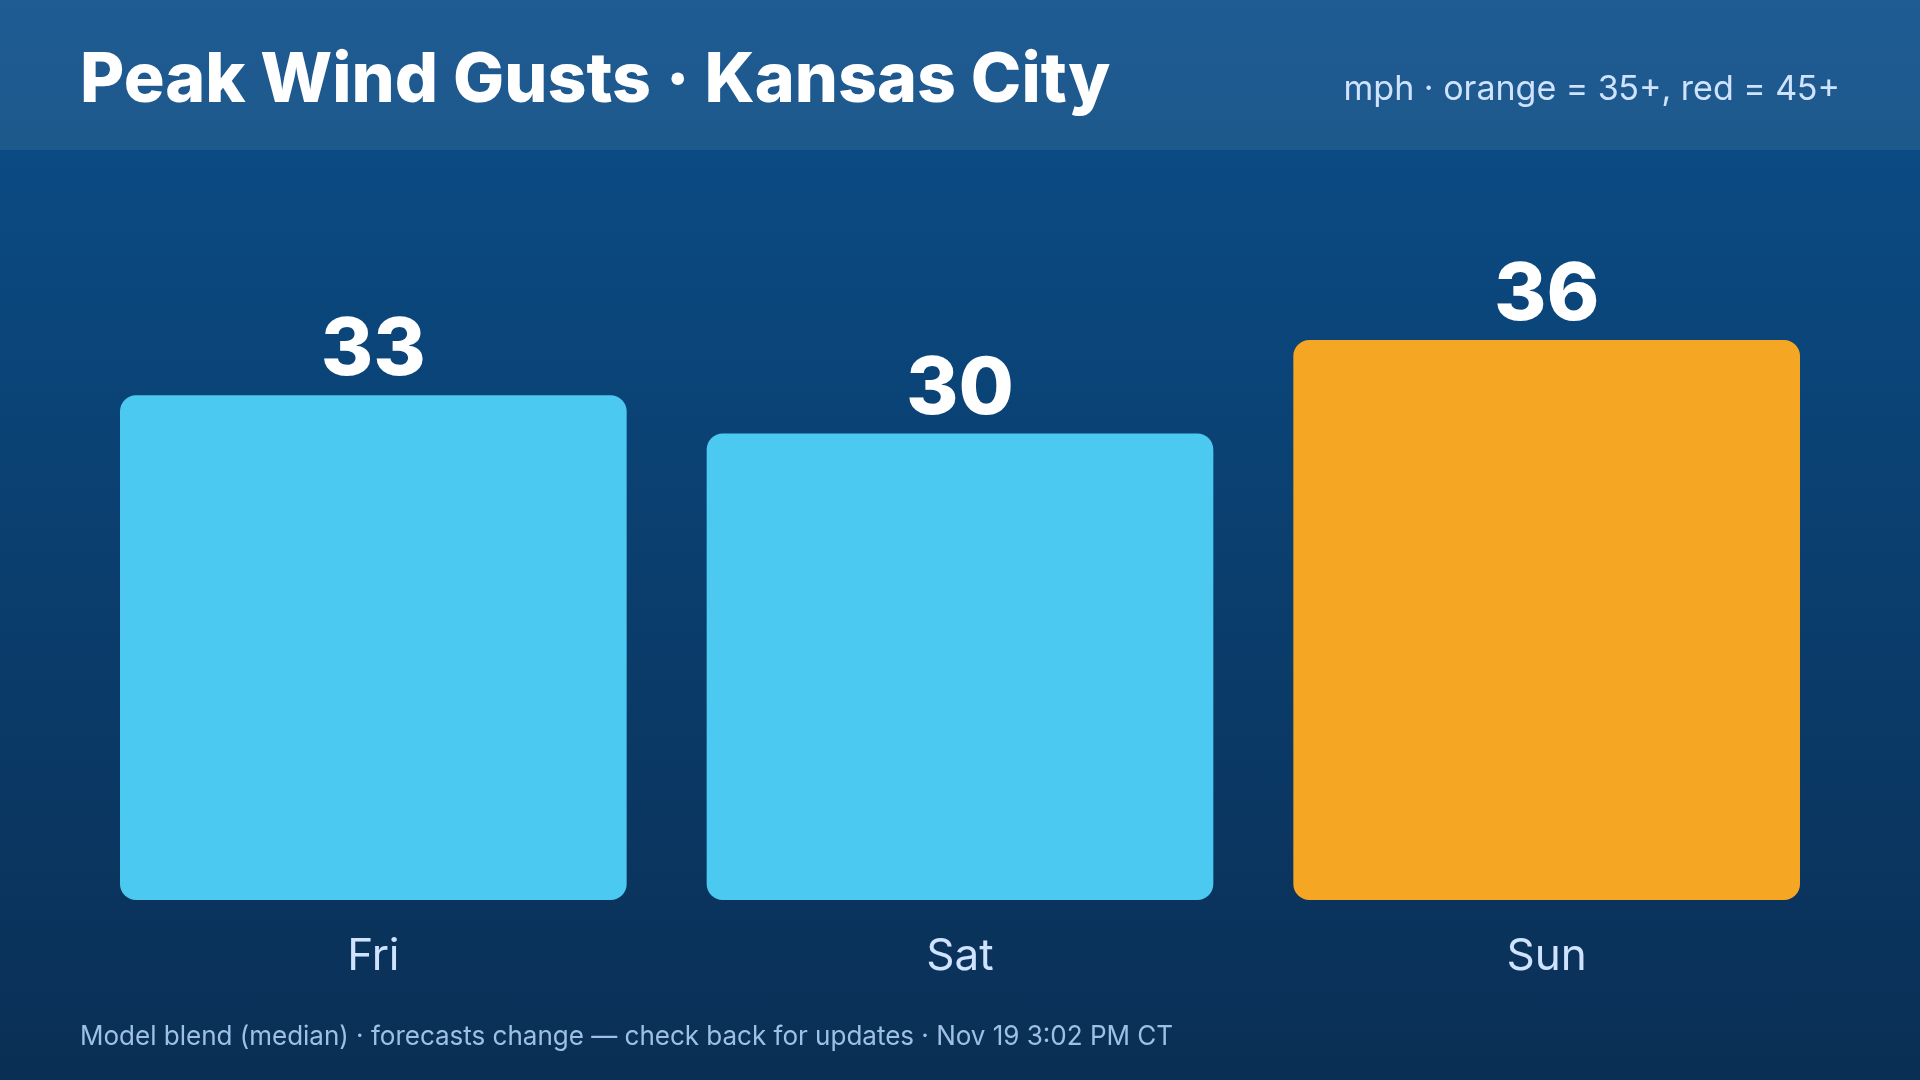 Peak Wind Gusts · Kansas City
mph · orange = 35+, red = 45+
33
30
36
Fri
Sat
Sun
Model blend (median) · forecasts change — check back for updates · Nov 19 3:02 PM CT